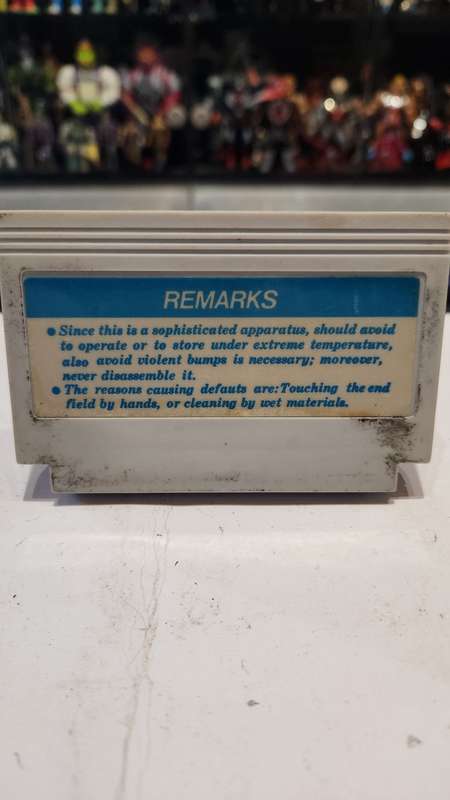 REMARKS
● Since this is a sophisticated apparatus, should avoid
to operate or to store under extreme temperature,
also avoid violent bumps is necessary; moreover,
never disassemble it.
● The reasons causing defauts are: Touching the end
field by hands, or cleaning by wet materials.